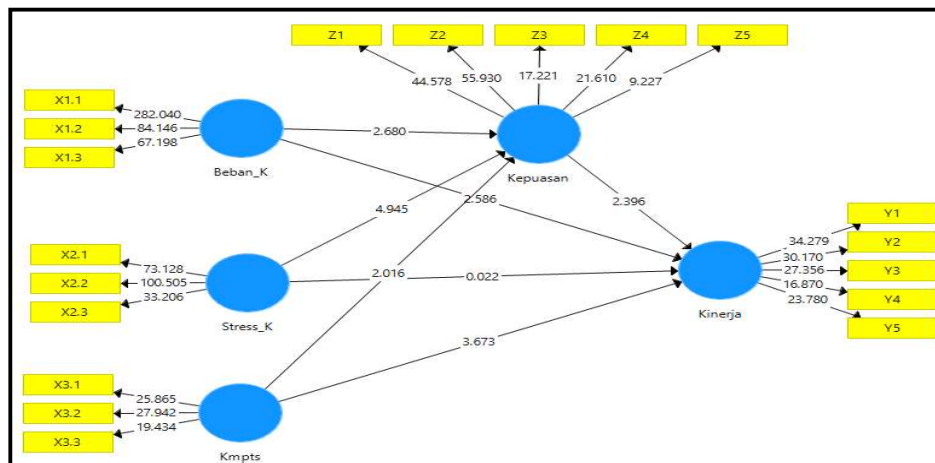 Z1 Z2 Z3 Z4 Z5
44.578 55.930 17.221 21.610 9.227
X1.1
X1.2
X1.3
282.040
84.146
67.198
Beban_K
2.680
Kepuasan
2.586
2.396
4.945
X2.1
X2.2
X2.3
73.128
100.505
33.206
Stress_K
2.016
0.022
Kinerja
34.279
30.170
27.356
16.870
23.780
Y1
Y2
Y3
Y4
Y5
3.673
X3.1
X3.2
X3.3
25.865
27.942
19.434
Kmpts